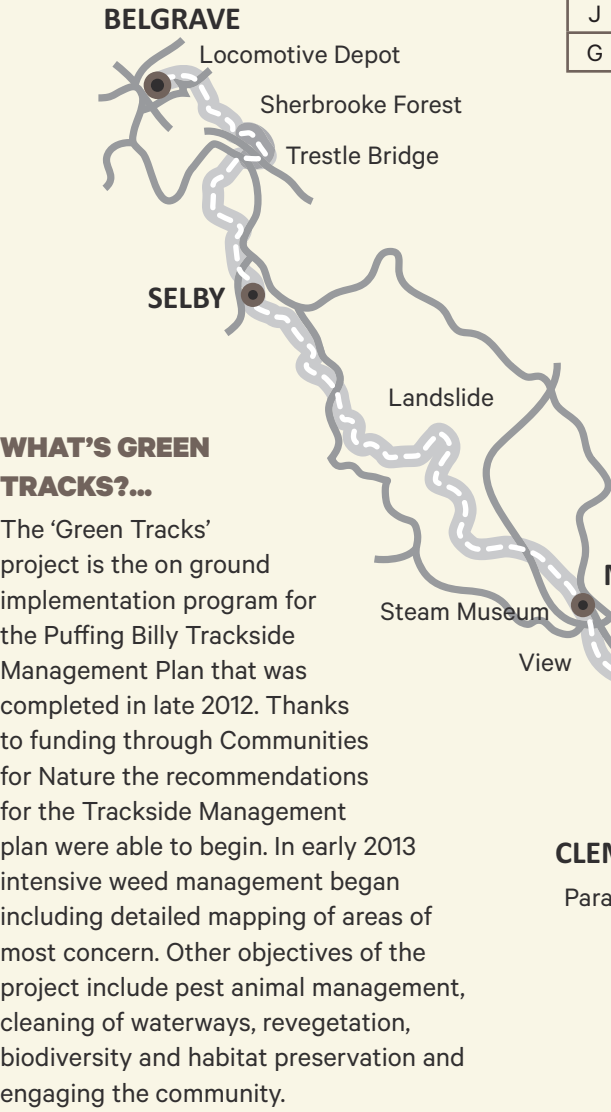 BELGRAVE
J
Locomotive Depot
G
Sherbrooke Forest
Trestle Bridge
SELBY
Landslide
WHAT'S GREEN
TRACKS?...
The ‘Green Tracks’
project is the on ground
implementation program for
the Puffing Billy Trackside
Management Plan that was
completed in late 2012. Thanks
to funding through Communities
for Nature the recommendations
for the Trackside Management
plan were able to begin. In early 2013
intensive weed management began
including detailed mapping of areas of
most concern. Other objectives of the
project include pest animal management,
cleaning of waterways, revegetation,
biodiversity and habitat preservation and
engaging the community.
Steam Museum
View